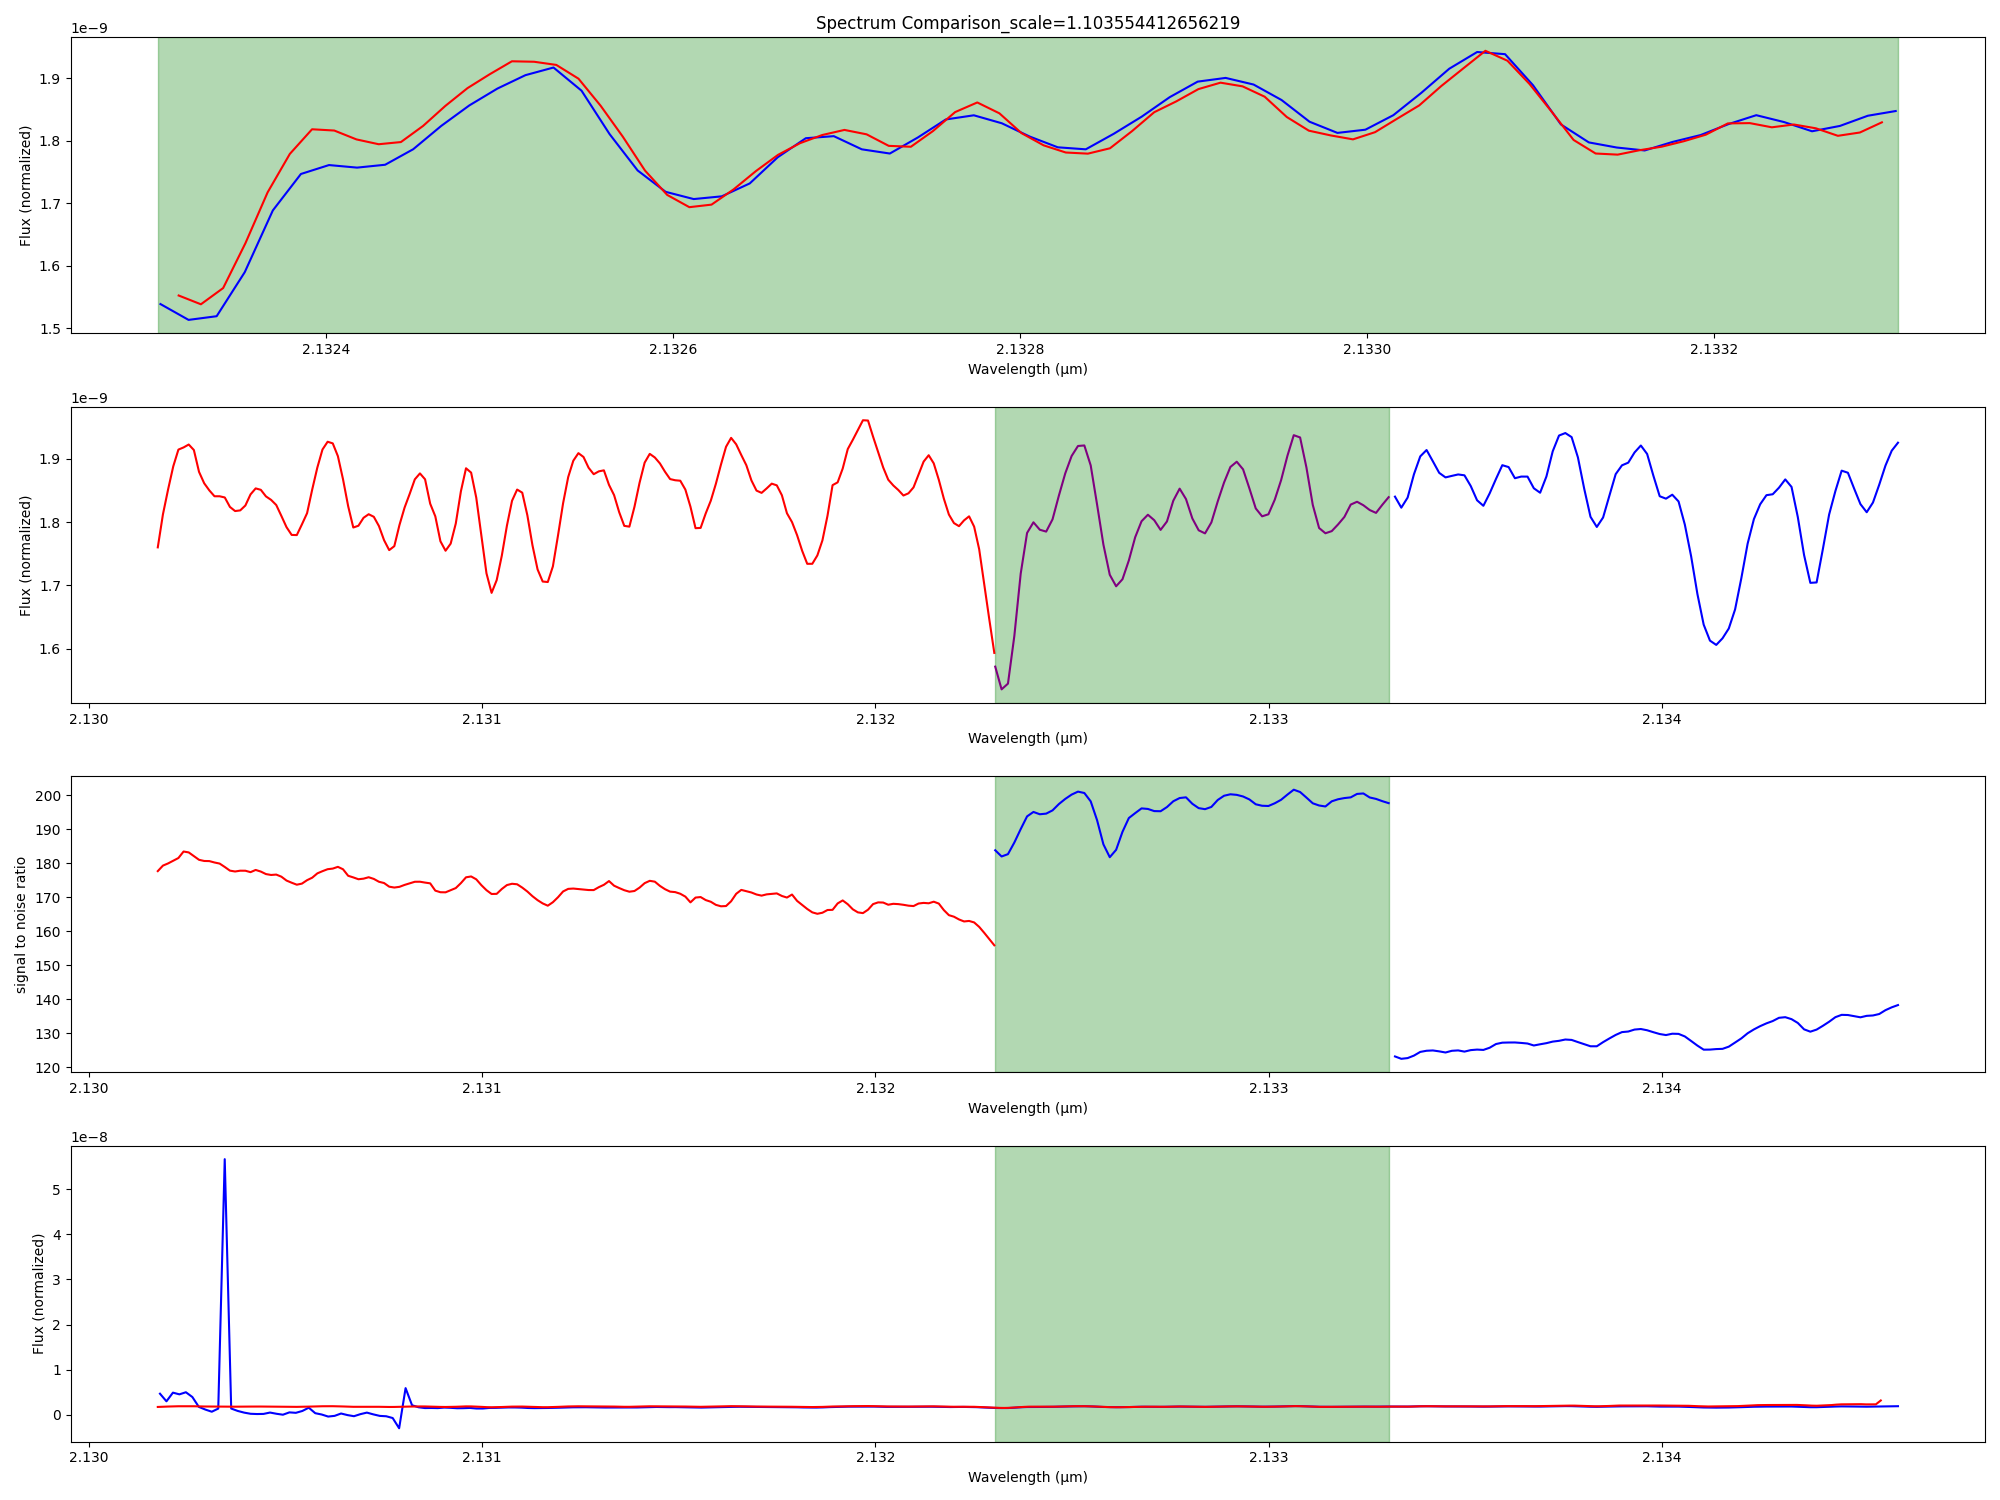 Spectrum Comparison_scale=1.103554412656219
1e−9
Flux (normalized)
1.9
1.8
1.7
1.6
1.5
2.1324 2.1326 2.1328 2.1330 2.1332
Wavelength (μm)
1e−9
Flux (normalized)
1.9
1.8
1.7
1.6
2.130 2.131 2.132 2.133 2.134
Wavelength (μm)
signal to noise ratio
200
190
180
170
160
150
140
130
120
2.130 2.131 2.132 2.133 2.134
Wavelength (μm)
1e−8
Flux (normalized)
5
4
3
2
1
0
2.130 2.131 2.132 2.133 2.134
Wavelength (μm)